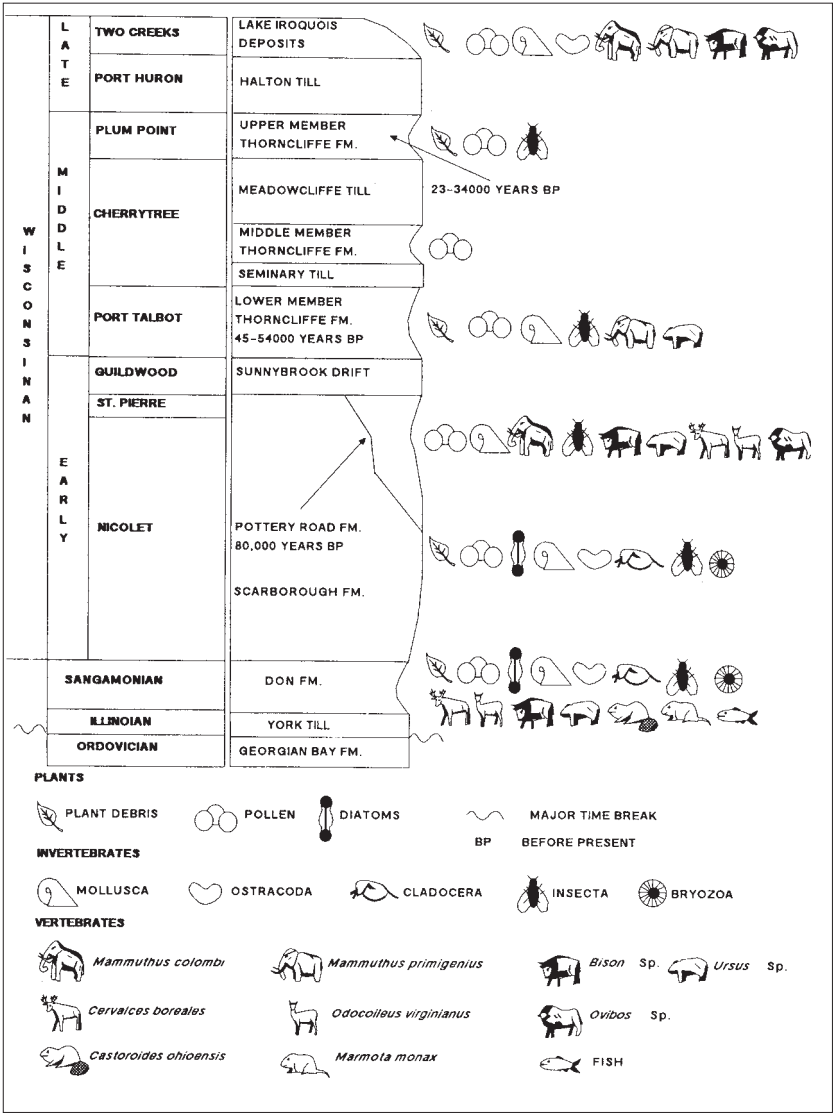 LATE
TWO CREEKS
LAKE IROQUOIS
DEPOSITS
PORT HURON
HALTON TILL
WISCONSINAN
MIDDLE
PLUM POINT
UPPER MEMBER
THORNCLIFFE FM.
23-34000 YEARS BP
CHERRYTREE
MEADOWCLIFFE TILL
MIDDLE MEMBER
THORNCLIFFE FM.
SEMINARY TILL
PORT TALBOT
LOWER MEMBER
THORNCLIFFE FM.
45-54000 YEARS BP
EARLY
GUILDWOOD
SUNNYBROOK DRIFT
ST. PIERRE
NICOLET
POTTERY ROAD FM.
80,000 YEARS BP
SCARBOROUGH FM.
SANGAMONIAN
DON FM.
ILLINOIAN
YORK TILL
ORDOVICIAN
GEORGIAN BAY FM.
PLANTS
PLANT DEBRIS POLLEN DIATOMS MAJOR TIME BREAK
BP BEFORE PRESENT
INVERTEBRATES
MOLLUSCA OSTRACODA CLADOCERA INSECTA BRYOZOA
VERTEBRATES
Mammuthus colombi Mammuthus primigenius Bison Sp. Ursus Sp.
Cervalces boreales Odocoileus virginianus Ovibos Sp.
Castoroides ohioensis Marmota monax FISH